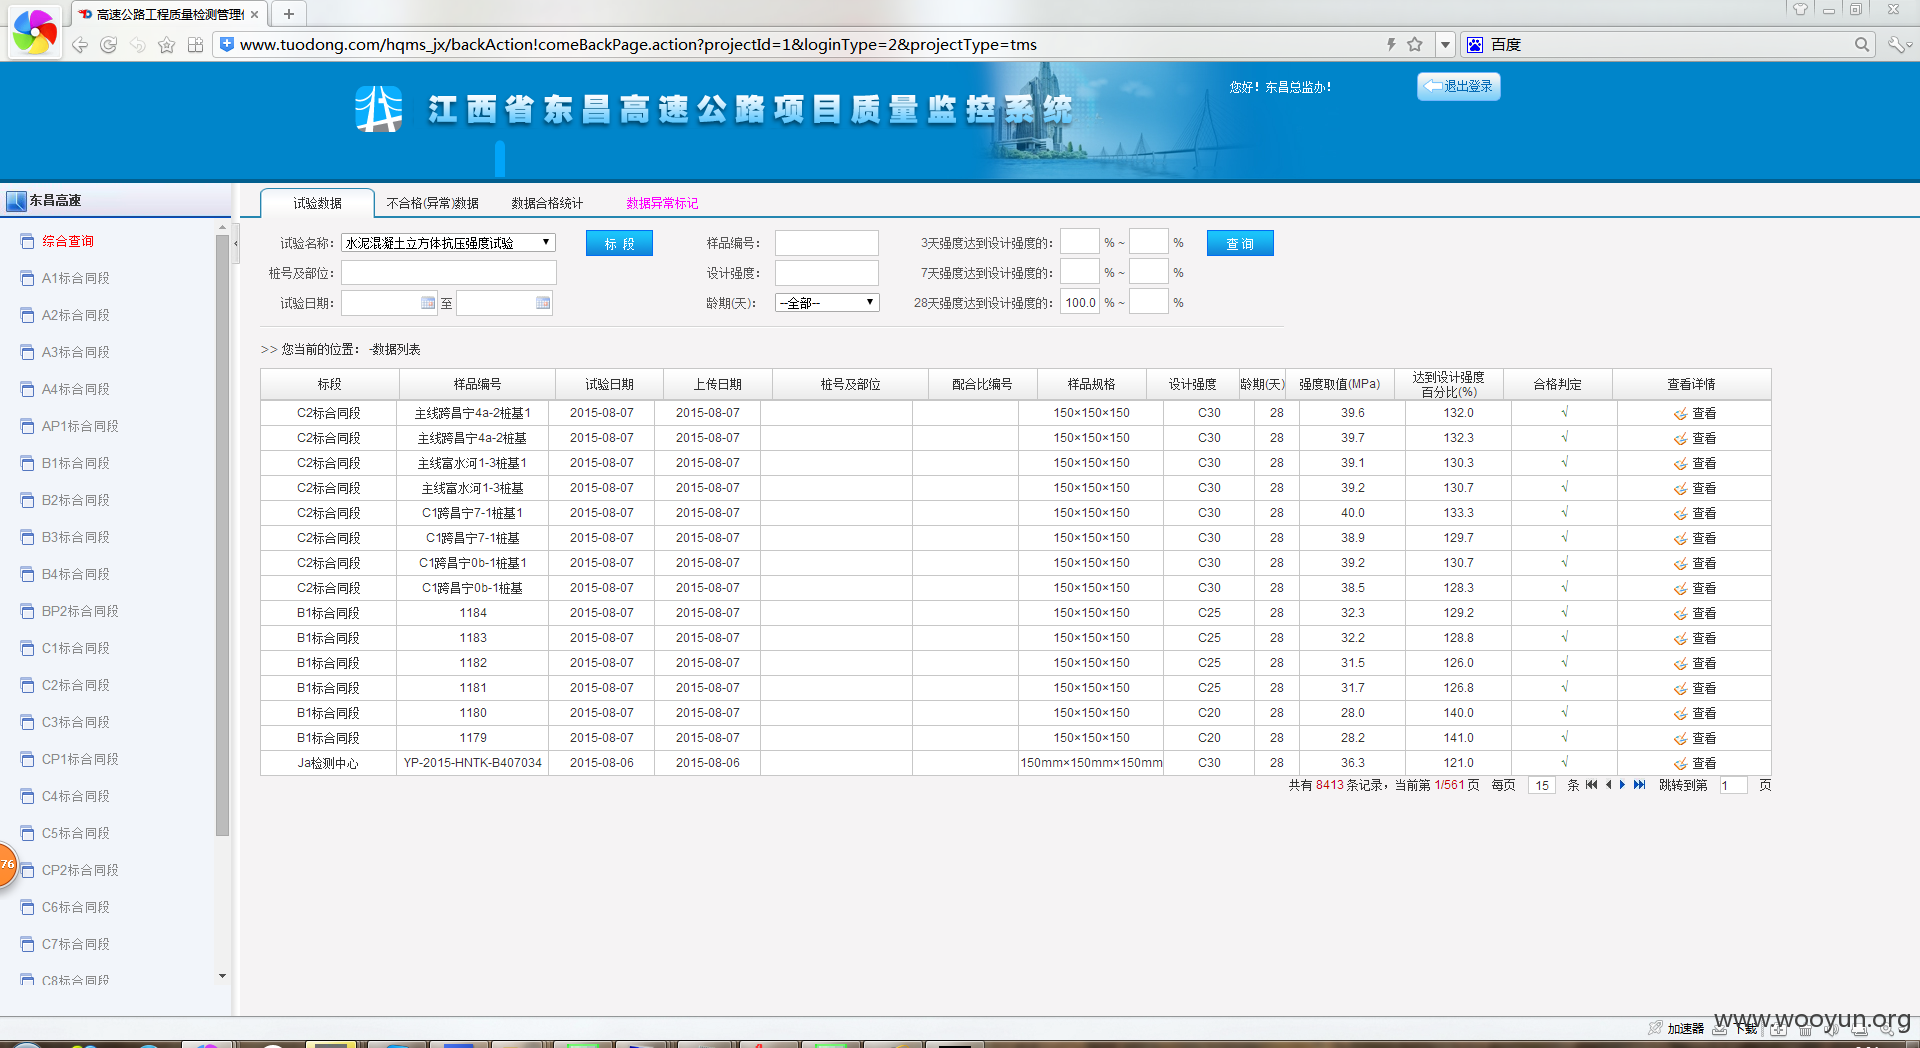 高速公路工程质量检测管理
www.tuodong.com/hqms_jx/backAction!comeBackPage.action?projectId=1&loginType=2&projectType=tms
百度
江西省东昌高速公路项目质量监控系统
您好！东昌总监办！
退出登录
东昌高速
综合查询
A1标合同段
A2标合同段
A3标合同段
A4标合同段
AP1标合同段
B1标合同段
B2标合同段
B3标合同段
B4标合同段
BP2标合同段
C1标合同段
C2标合同段
C3标合同段
CP1标合同段
C4标合同段
C5标合同段
CP2标合同段
C6标合同段
C7标合同段
C8标合同段
76
试验数据 不合格(异常)数据 数据合格统计 数据异常标记
试验名称： 水泥混凝土立方体抗压强度试验 标 段 样品编号： 3天强度达到设计强度的： %~ % 查 询
桩号及部位： 设计强度： 7天强度达到设计强度的： %~ %
试验日期： 至 龄期(天)： --全部-- 28天强度达到设计强度的： 100.0 %~ %
>> 您当前的位置： -数据列表
标段 样品编号 试验日期 上传日期 桩号及部位 配合比编号 样品规格 设计强度 龄期(天) 强度取值(MPa) 达到设计强度百分比(%) 合格判定 查看详情
C2标合同段 主线跨昌宁4a-2桩基1 2015-08-07 2015-08-07 150×150×150 C30 28 39.6 132.0 √ 查看
C2标合同段 主线跨昌宁4a-2桩基 2015-08-07 2015-08-07 150×150×150 C30 28 39.7 132.3 √ 查看
C2标合同段 主线富水河1-3桩基1 2015-08-07 2015-08-07 150×150×150 C30 28 39.1 130.3 √ 查看
C2标合同段 主线富水河1-3桩基 2015-08-07 2015-08-07 150×150×150 C30 28 39.2 130.7 √ 查看
C2标合同段 C1跨昌宁7-1桩基1 2015-08-07 2015-08-07 150×150×150 C30 28 40.0 133.3 √ 查看
C2标合同段 C1跨昌宁7-1桩基 2015-08-07 2015-08-07 150×150×150 C30 28 38.9 129.7 √ 查看
C2标合同段 C1跨昌宁0b-1桩基1 2015-08-07 2015-08-07 150×150×150 C30 28 39.2 130.7 √ 查看
C2标合同段 C1跨昌宁0b-1桩基 2015-08-07 2015-08-07 150×150×150 C30 28 38.5 128.3 √ 查看
B1标合同段 1184 2015-08-07 2015-08-07 150×150×150 C25 28 32.3 129.2 √ 查看
B1标合同段 1183 2015-08-07 2015-08-07 150×150×150 C25 28 32.2 128.8 √ 查看
B1标合同段 1182 2015-08-07 2015-08-07 150×150×150 C25 28 31.5 126.0 √ 查看
B1标合同段 1181 2015-08-07 2015-08-07 150×150×150 C25 28 31.7 126.8 √ 查看
B1标合同段 1180 2015-08-07 2015-08-07 150×150×150 C20 28 28.0 140.0 √ 查看
B1标合同段 1179 2015-08-07 2015-08-07 150×150×150 C20 28 28.2 141.0 √ 查看
Ja检测中心 YP-2015-HNTK-B407034 2015-08-06 2015-08-06 150mm×150mm×150mm C30 28 36.3 121.0 √ 查看
共有 8413 条记录，当前第 1/561 页 每页 15 条 跳转到第 1 页
加速器 下载
www.wooyun.org